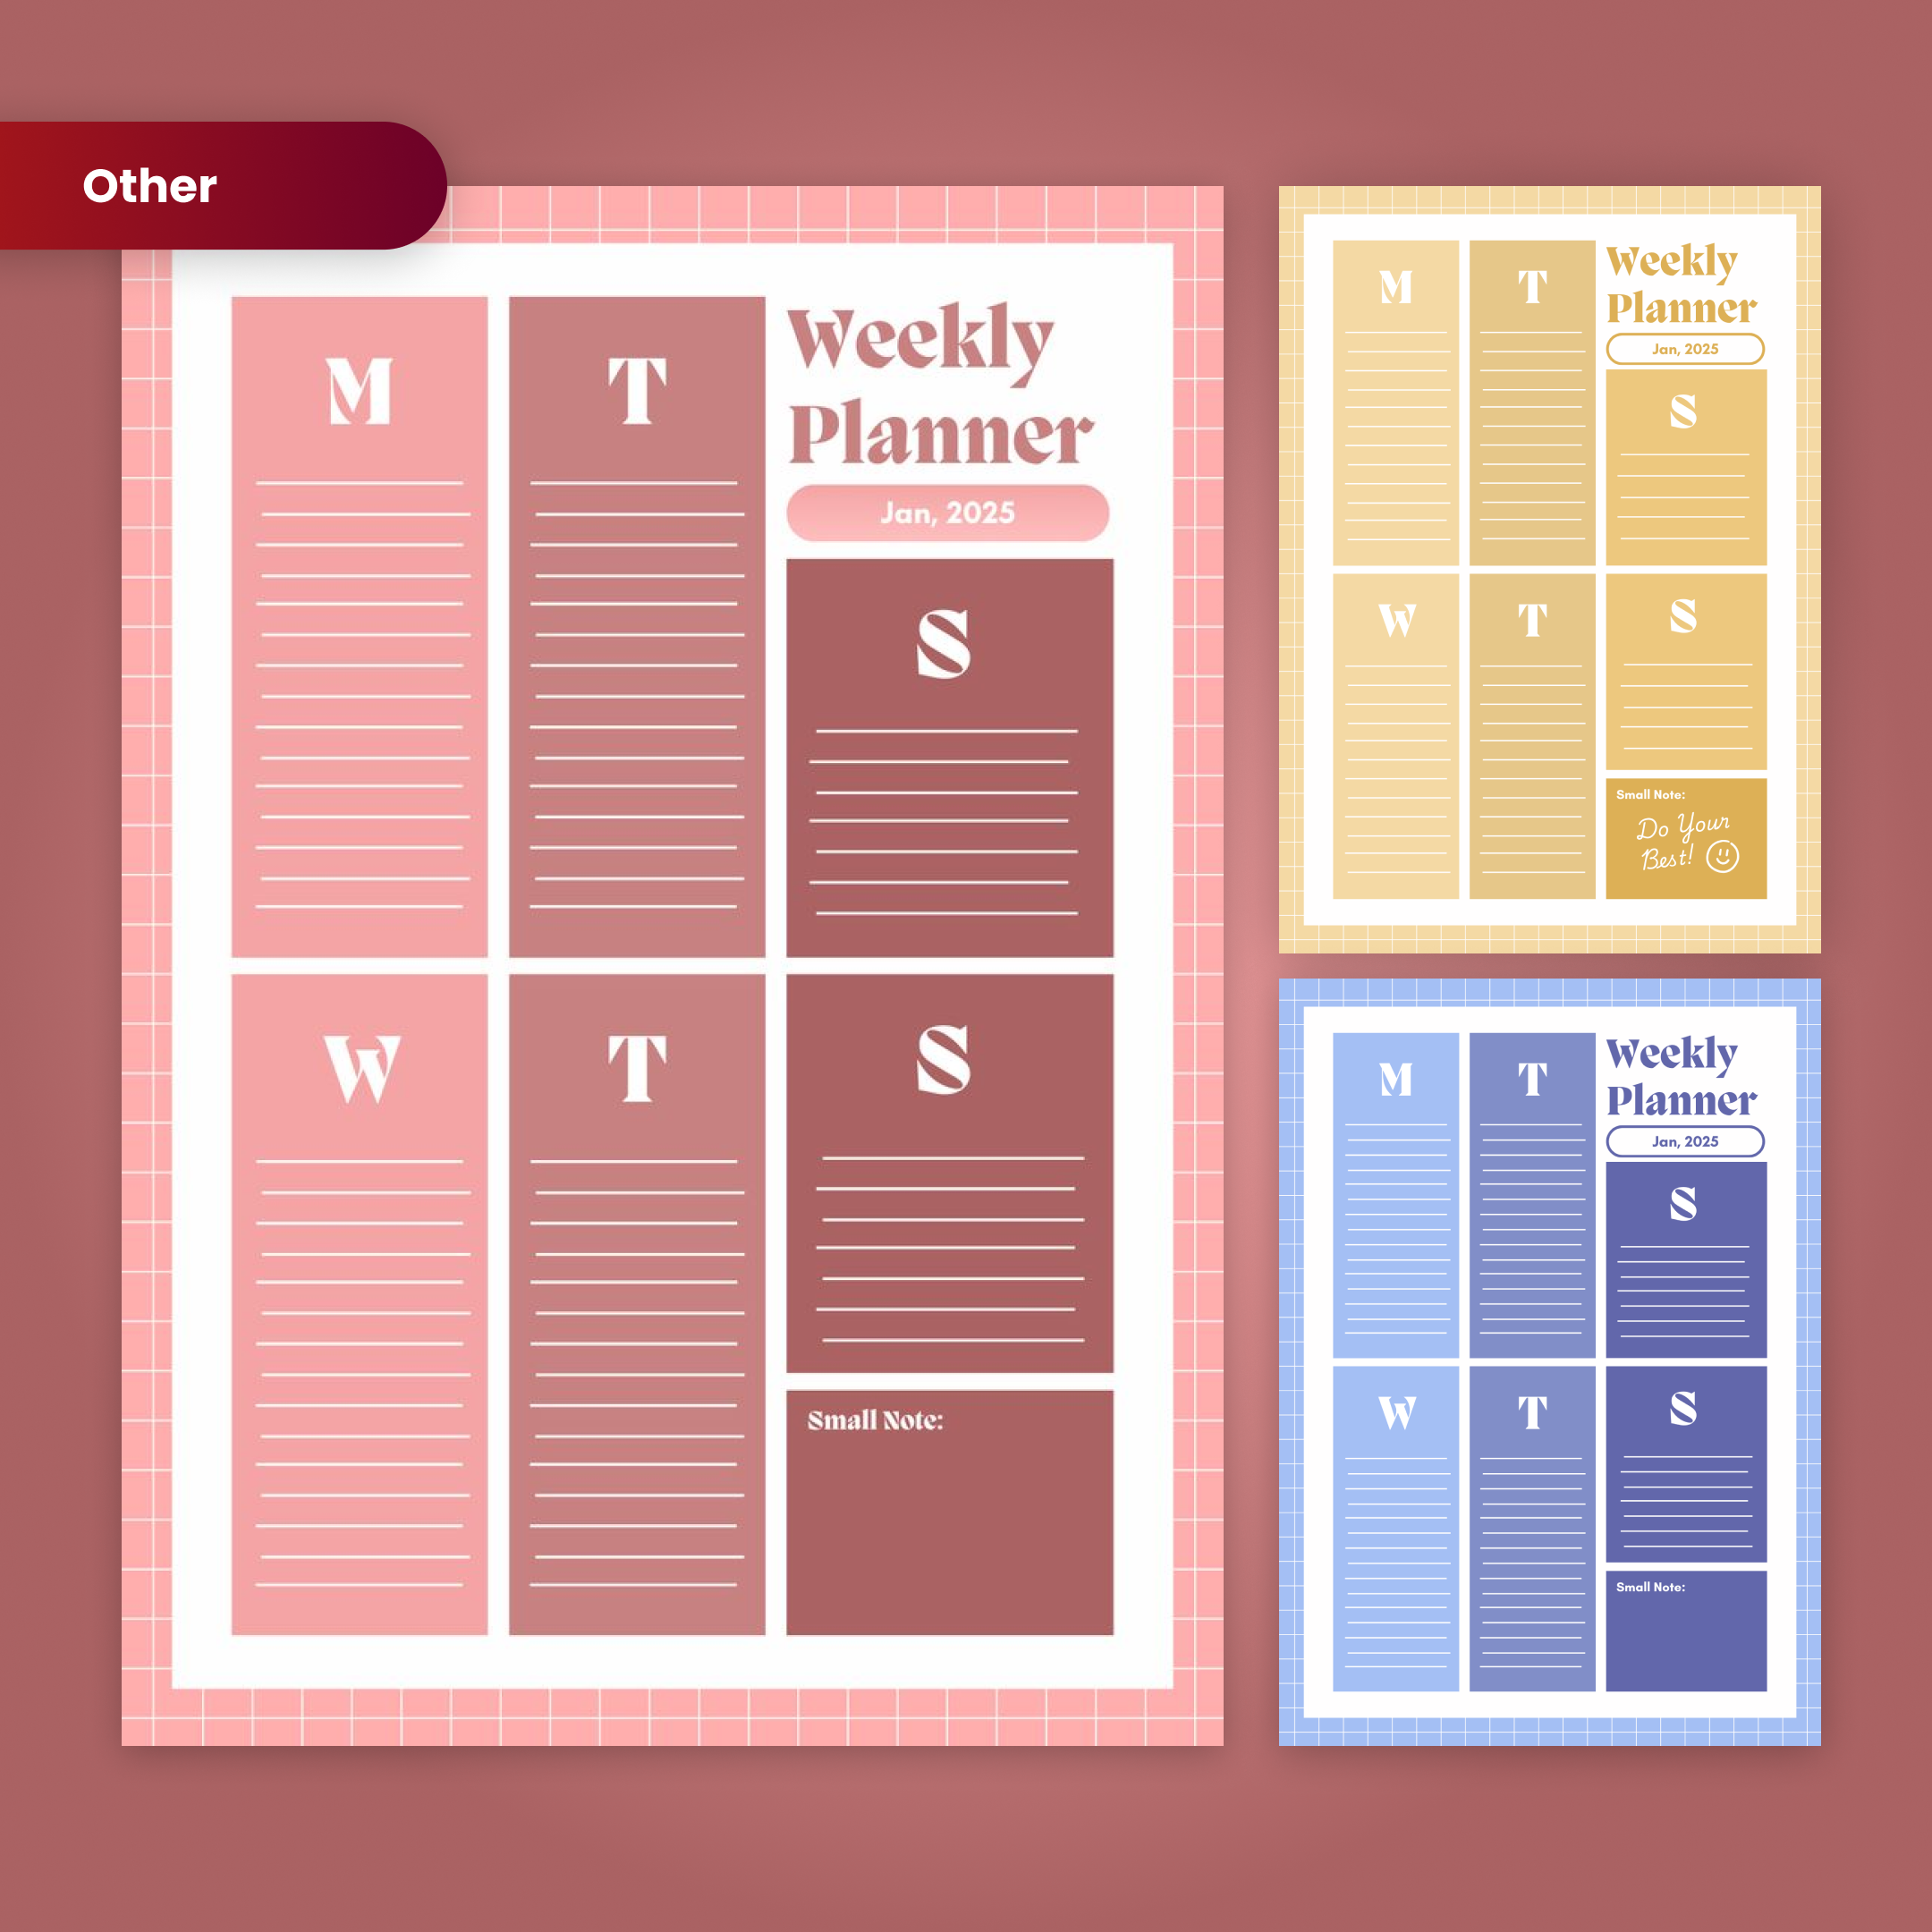 Other
M
T
Weekly
Planner
Jan, 2025
S
W
T
S
Small Note:
M
T
Weekly
Planner
Jan, 2025
S
W
T
S
Small Note:
Do Your
Best!
M
T
Weekly
Planner
Jan, 2025
S
W
T
S
Small Note: